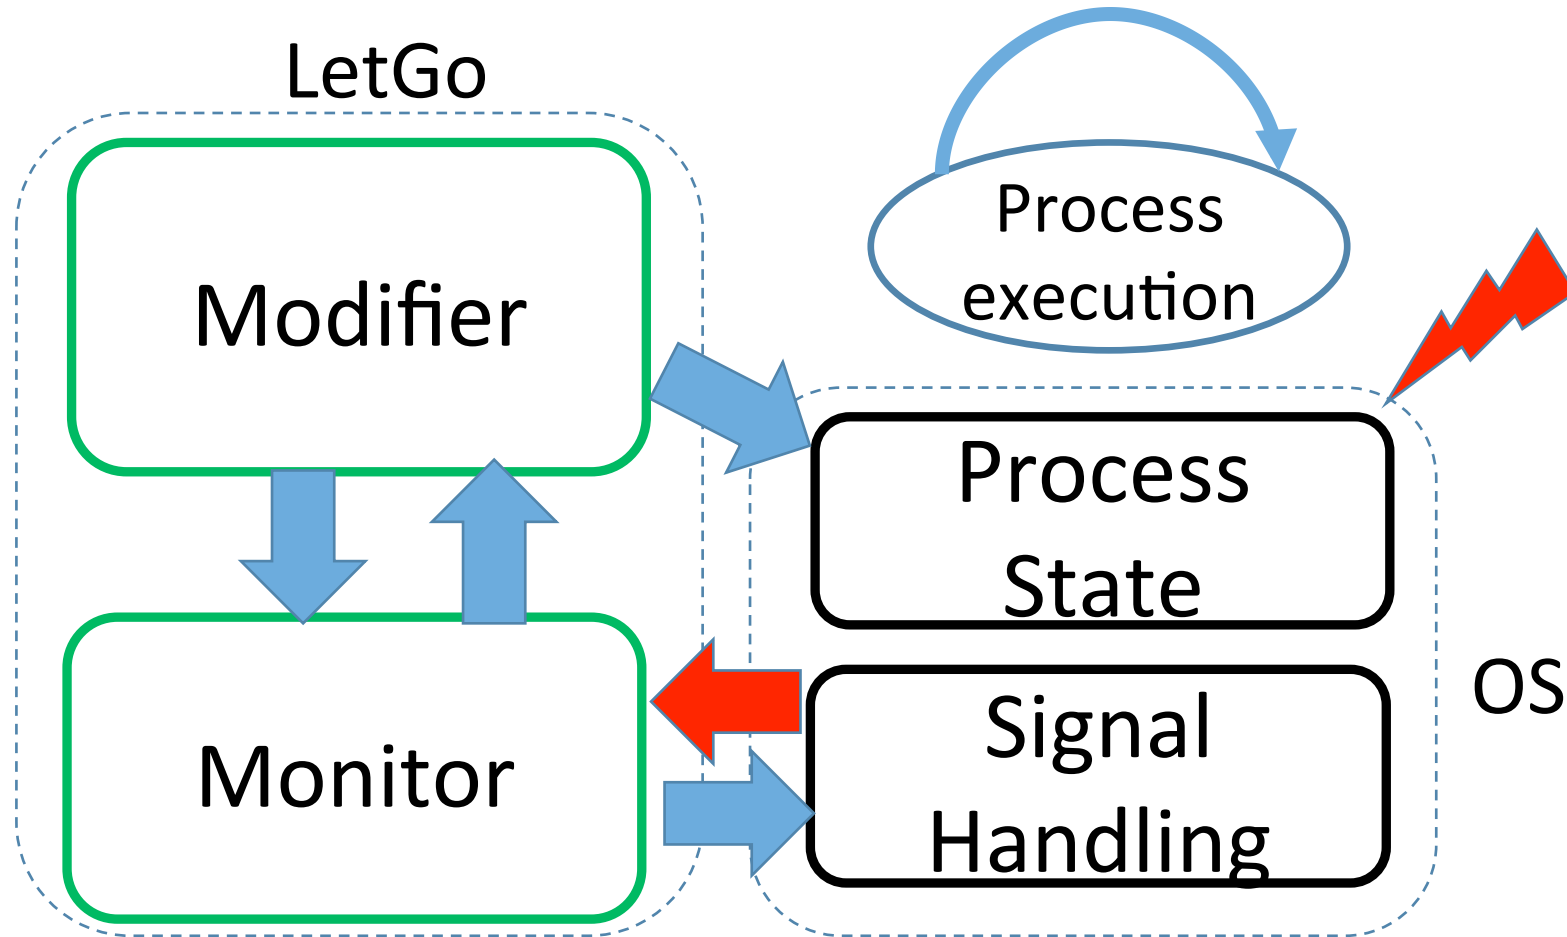 LetGo
Modifier
Monitor
Process
execution
Process
State
Signal
Handling
OS